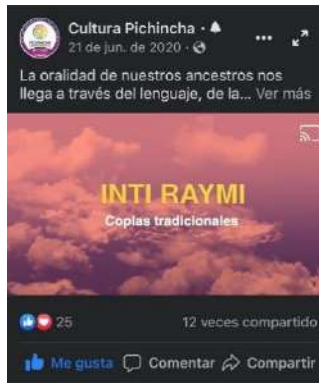 Cultura Pichincha ·
21 de jun. de 2020 ·
La oralidad de nuestros ancestros nos
llega a través del lenguaje, de la... Ver más
INTI RAYMI
Coplas tradicionales
25 12 veces compartido
Me gusta Comentar Compartir